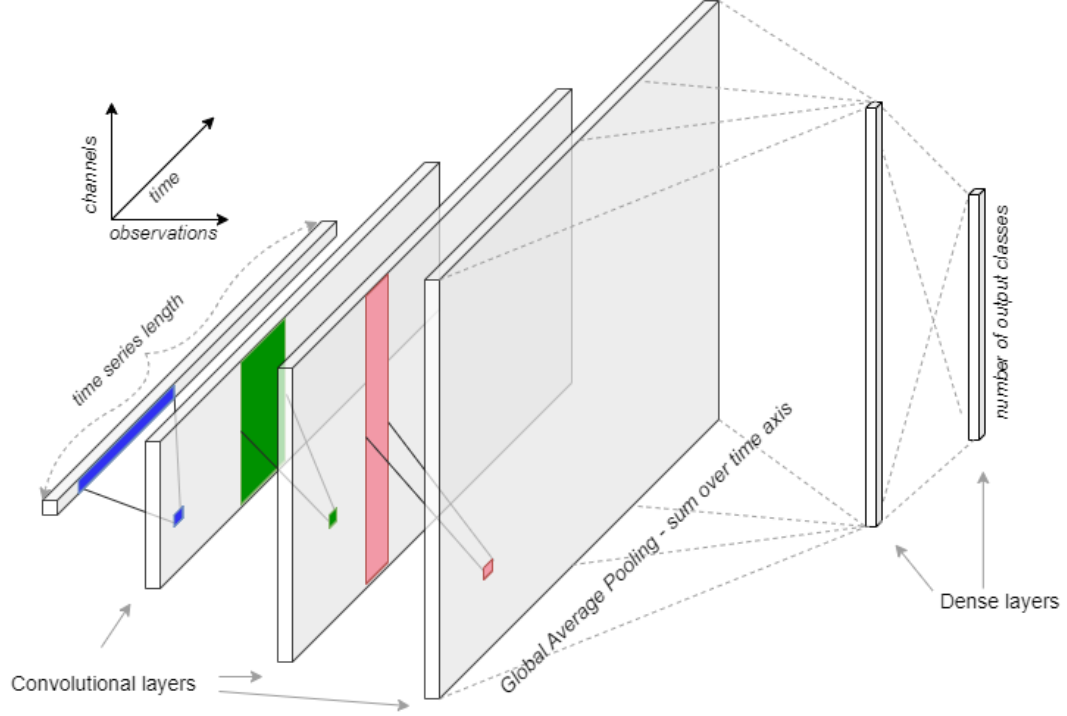 channels
time
observations
time series length
number of output classes
Global Average Pooling - sum over time axis
Dense layers
Convolutional layers